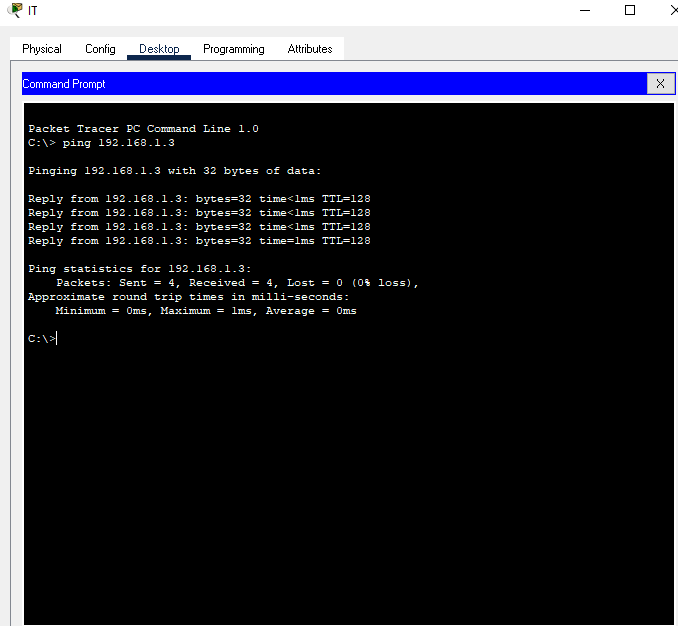 IT
Physical Config Desktop Programming Attributes
Command Prompt
X
Packet Tracer PC Command Line 1.0
C:\> ping 192.168.1.3
Pinging 192.168.1.3 with 32 bytes of data:
Reply from 192.168.1.3: bytes=32 time<1ms TTL=128
Reply from 192.168.1.3: bytes=32 time<1ms TTL=128
Reply from 192.168.1.3: bytes=32 time<1ms TTL=128
Reply from 192.168.1.3: bytes=32 time=1ms TTL=128
Ping statistics for 192.168.1.3:
    Packets: Sent = 4, Received = 4, Lost = 0 (0% loss),
Approximate round trip times in milli-seconds:
    Minimum = 0ms, Maximum = 1ms, Average = 0ms
C:\>